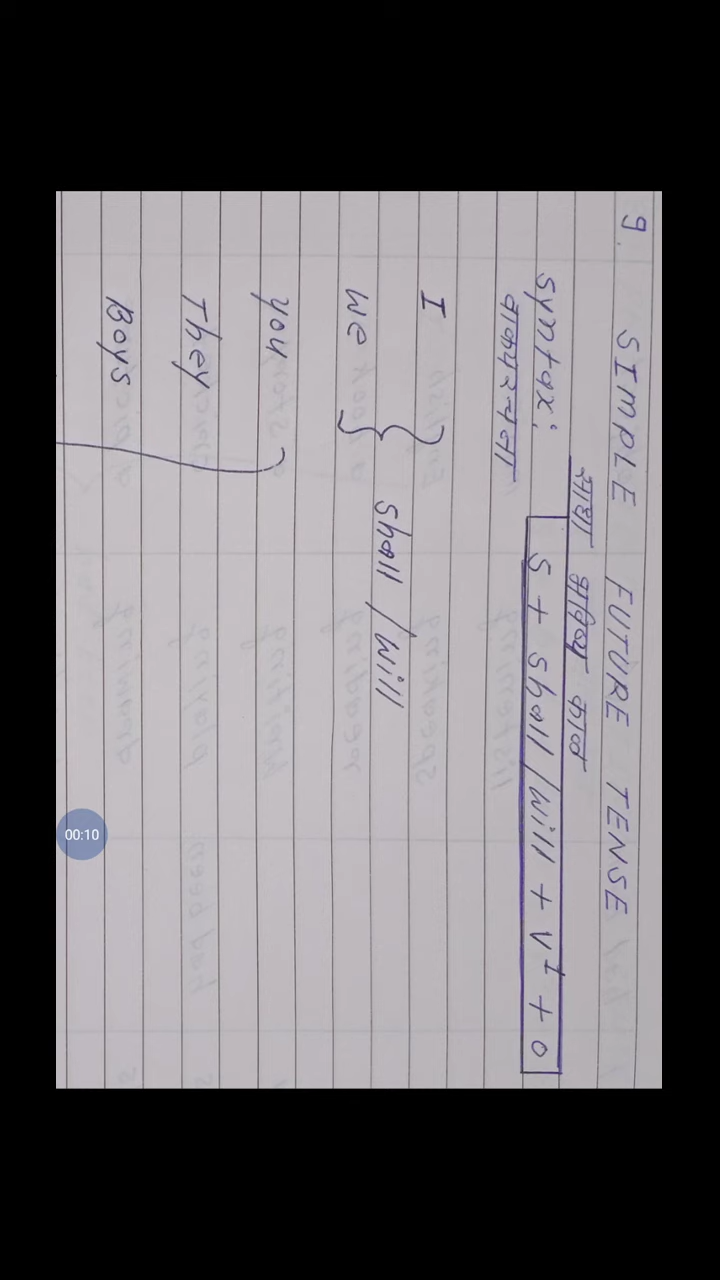 9. SIMPLE FUTURE TENSE
साधा भविष्य काळ
Syntax: S + shall / will + V¹ + O
वाक्यरचना
I
we } shall / will
you
They
Boys
00:10